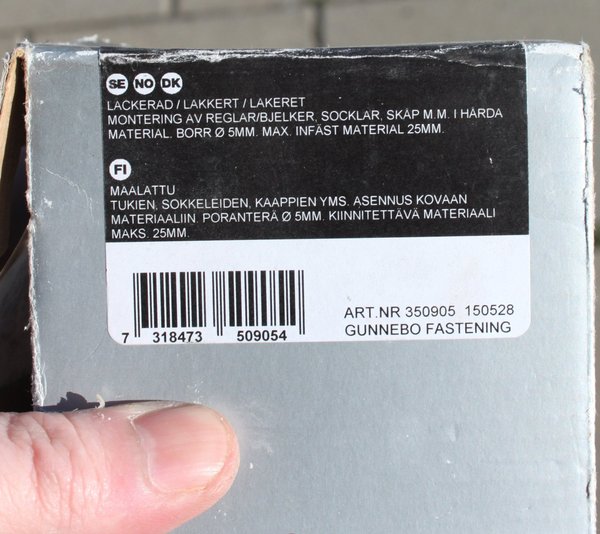 SE NO DK
LACKERAD / LAKKERT / LAKERET
MONTERING AV REGLAR/BJELKER, SOCKLAR, SKÅP M.M. I HÅRDA
MATERIAL. BORR Ø 5MM. MAX. INFÄST MATERIAL 25MM.
FI
MAALATTU
TUKIEN, SOKKELEIDEN, KAAPPIEN YMS. ASENNUS KOVAAN
MATERIAALIIN. PORANTERÄ Ø 5MM. KIINNITETTÄVÄ MATERIAALI
MAKS. 25MM.
ART.NR 350905 150528
GUNNEBO FASTENING
7 318473 509054